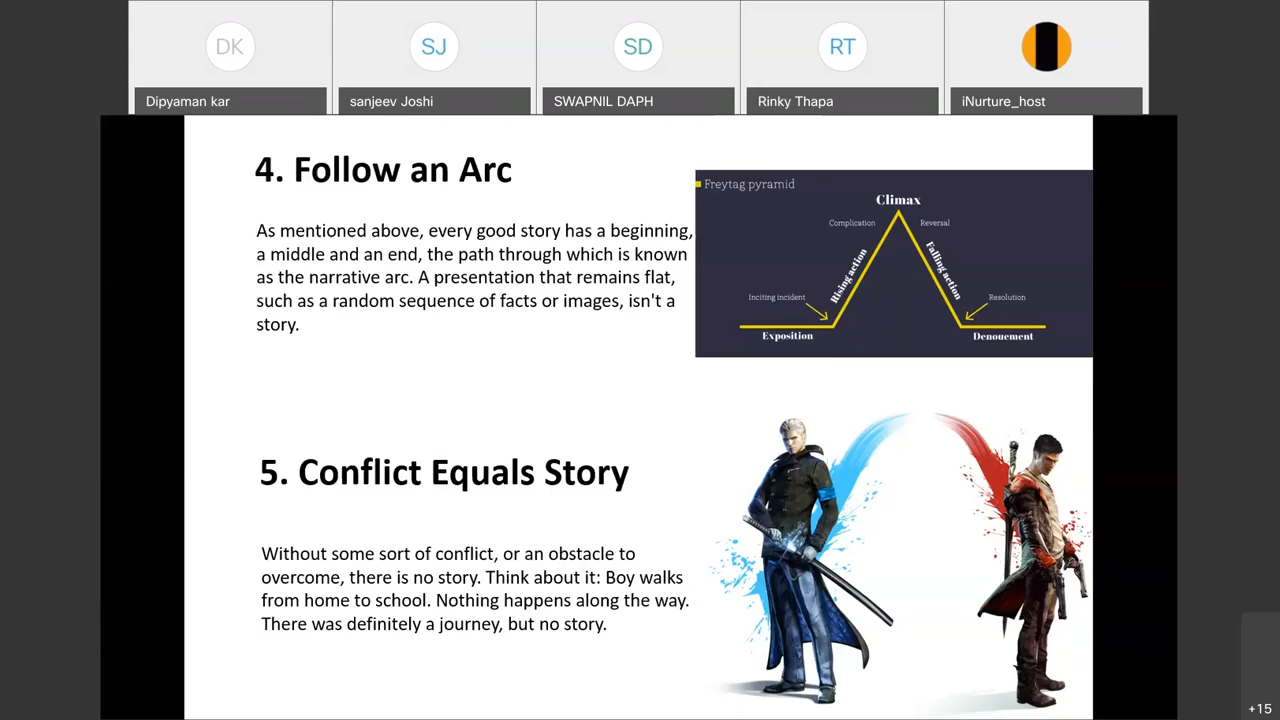 DK
SJ
SD
RT
Dipyaman kar
sanjeev Joshi
SWAPNIL DAPH
Rinky Thapa
iNurture_host
4. Follow an Arc
As mentioned above, every good story has a beginning,
a middle and an end, the path through which is known
as the narrative arc. A presentation that remains flat,
such as a random sequence of facts or images, isn't a
story.
Freytag pyramid
Climax
Complication
Reversal
Rising action
Falling action
Inciting incident
Resolution
Exposition
Denouement
5. Conflict Equals Story
Without some sort of conflict, or an obstacle to
overcome, there is no story. Think about it: Boy walks
from home to school. Nothing happens along the way.
There was definitely a journey, but no story.
+15